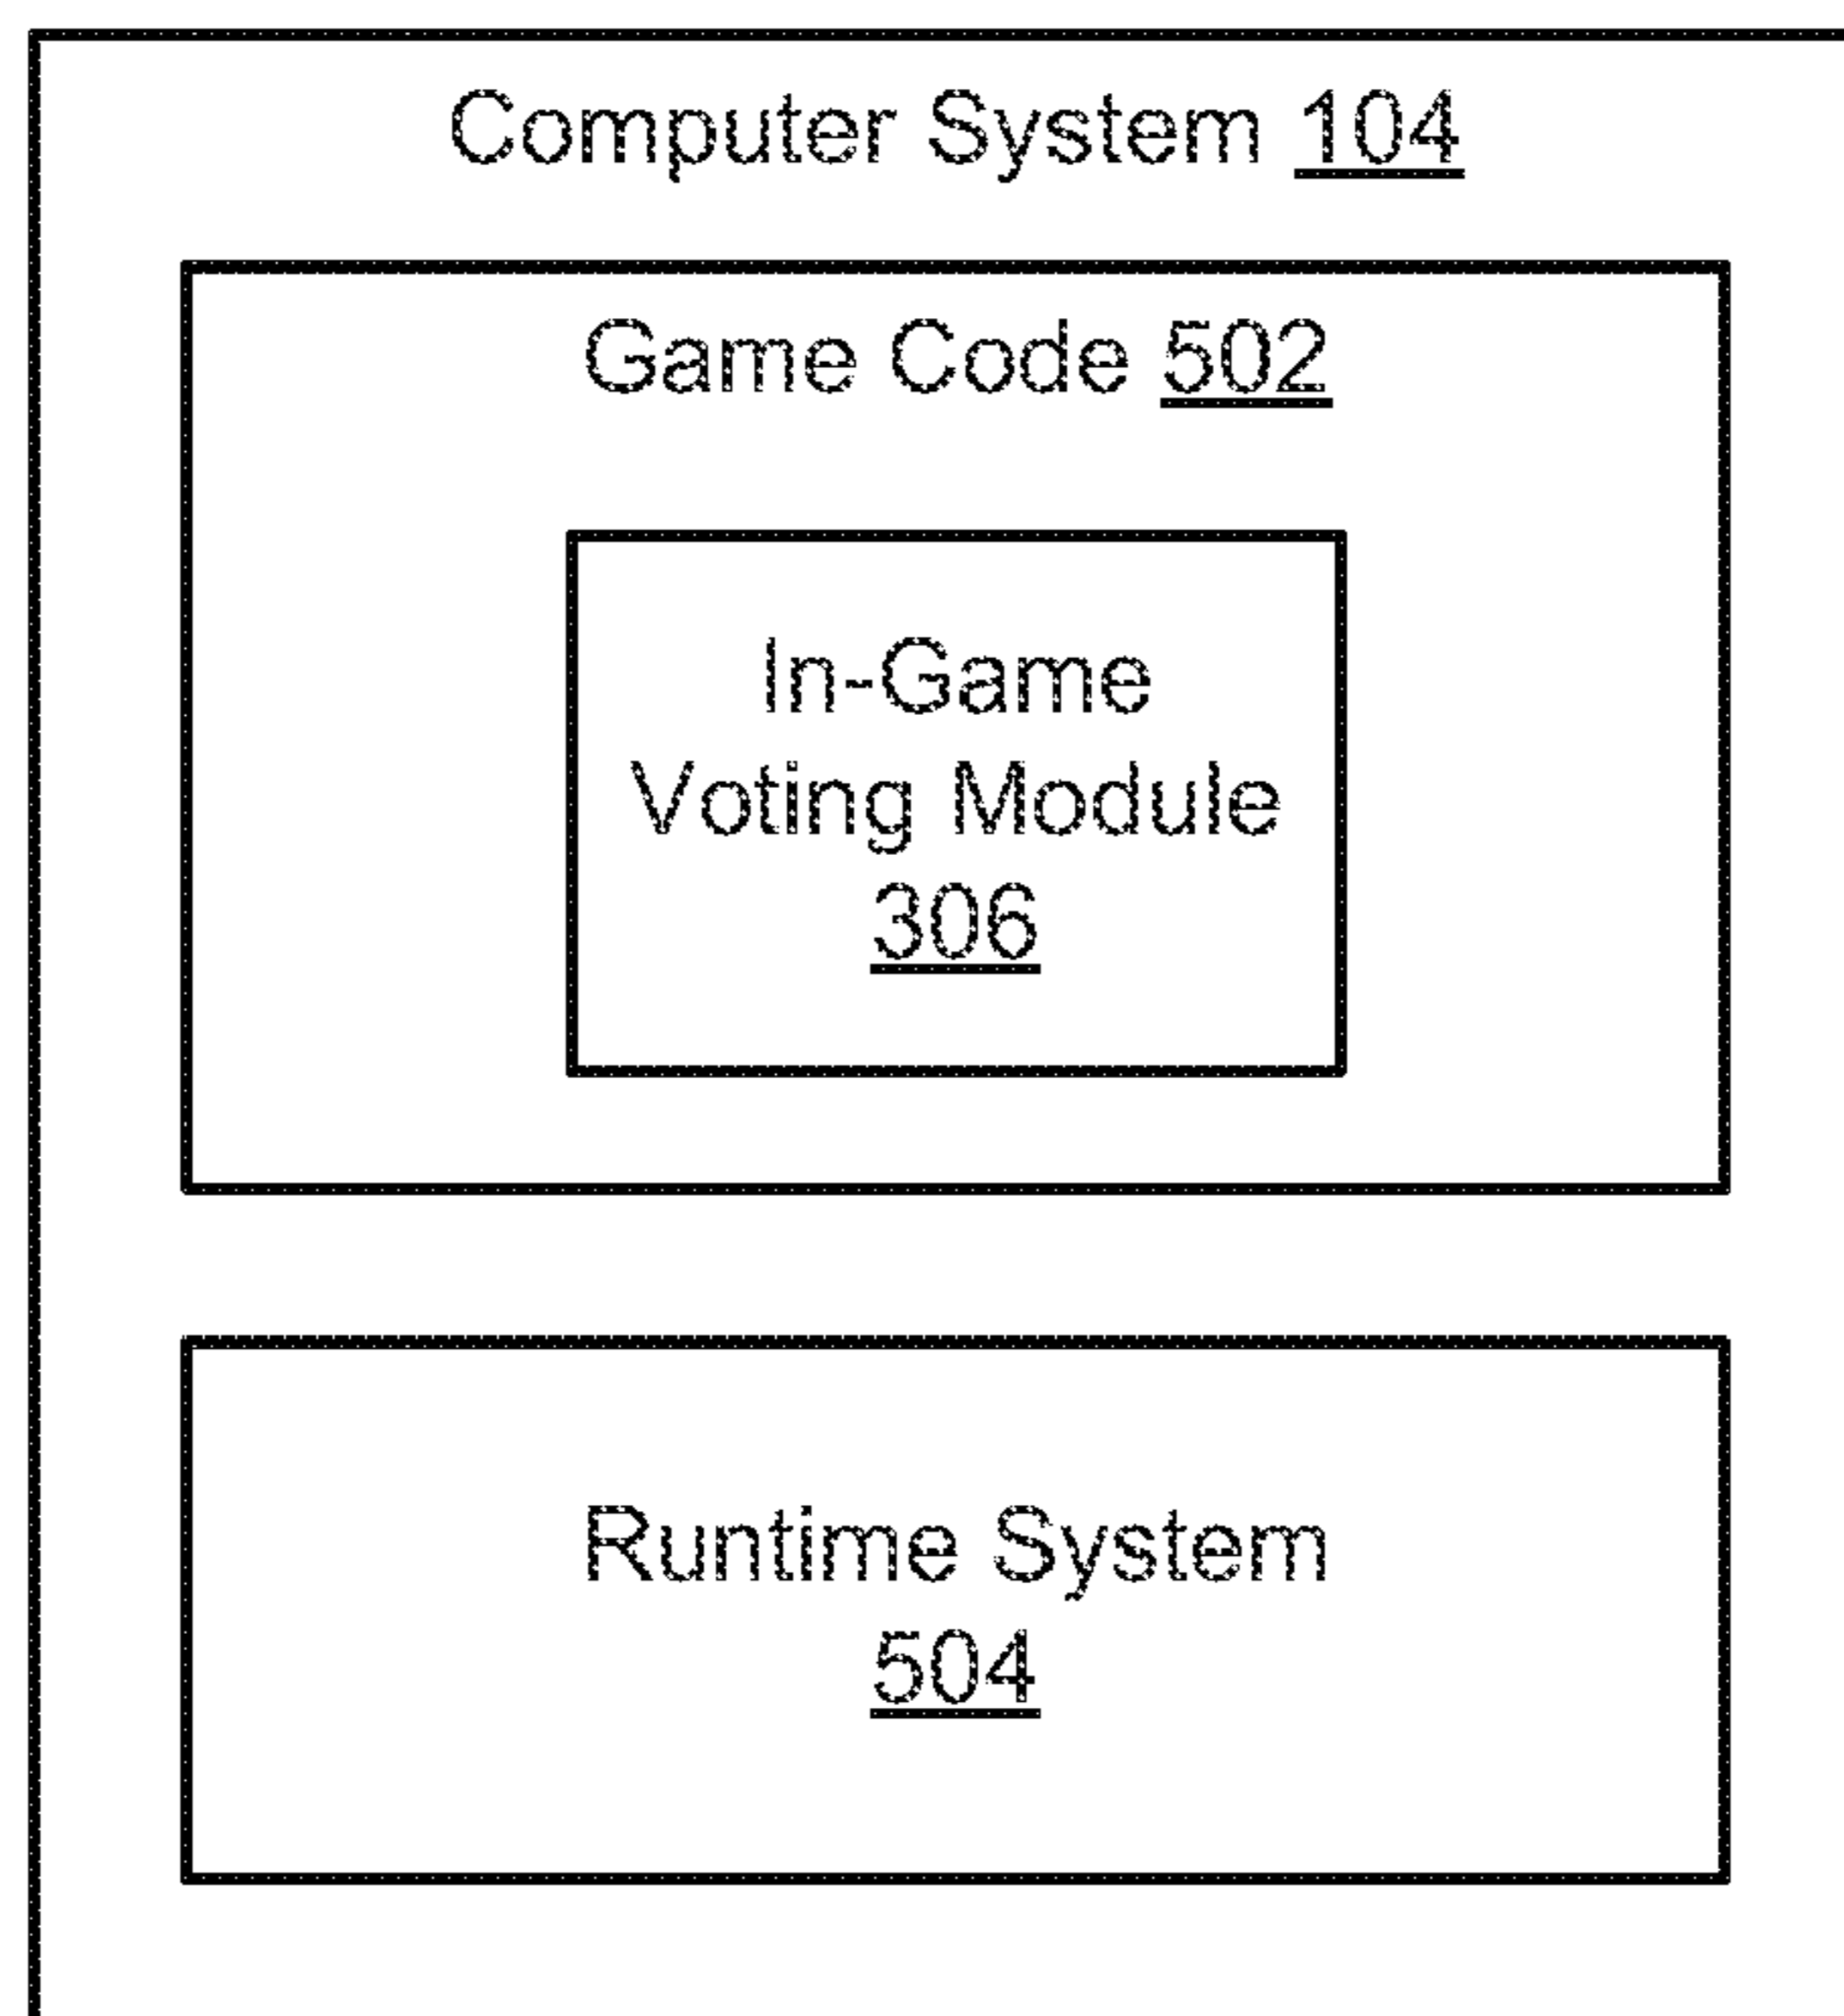 Computer System 104
Game Code 502
In-Game
Voting Module
306
Runtime System
504